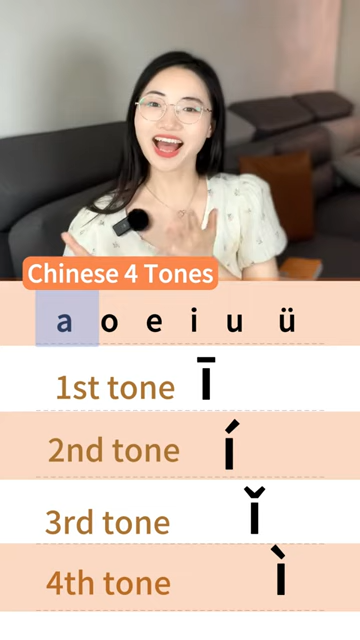 Chinese 4 Tones
a o e i u ü
1st tone ī
2nd tone í
3rd tone ǐ
4th tone ì